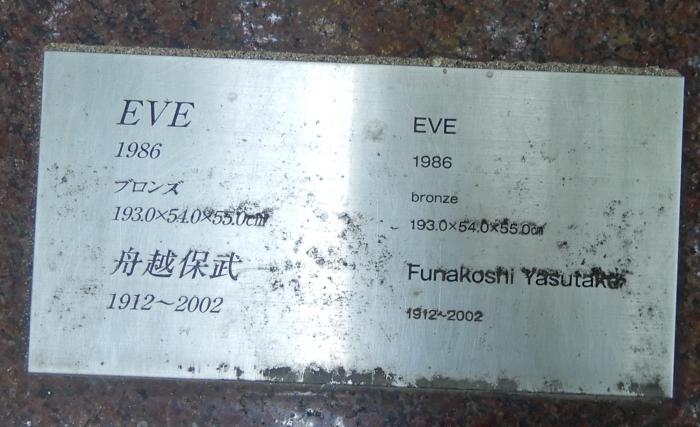 EVE
1986
ブロンズ
193.0×54.0×55.0㎝
舟越保武
1912～2002
EVE
1986
bronze
193.0×54.0×55.0㎝
Funakoshi Yasutake
1912~2002